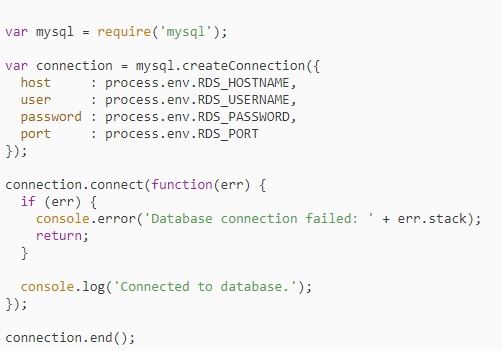 var mysql = require('mysql');

var connection = mysql.createConnection({
  host     : process.env.RDS_HOSTNAME,
  user     : process.env.RDS_USERNAME,
  password : process.env.RDS_PASSWORD,
  port     : process.env.RDS_PORT
});

connection.connect(function(err) {
  if (err) {
    console.error('Database connection failed: ' + err.stack);
    return;
  }

  console.log('Connected to database.');
});

connection.end();